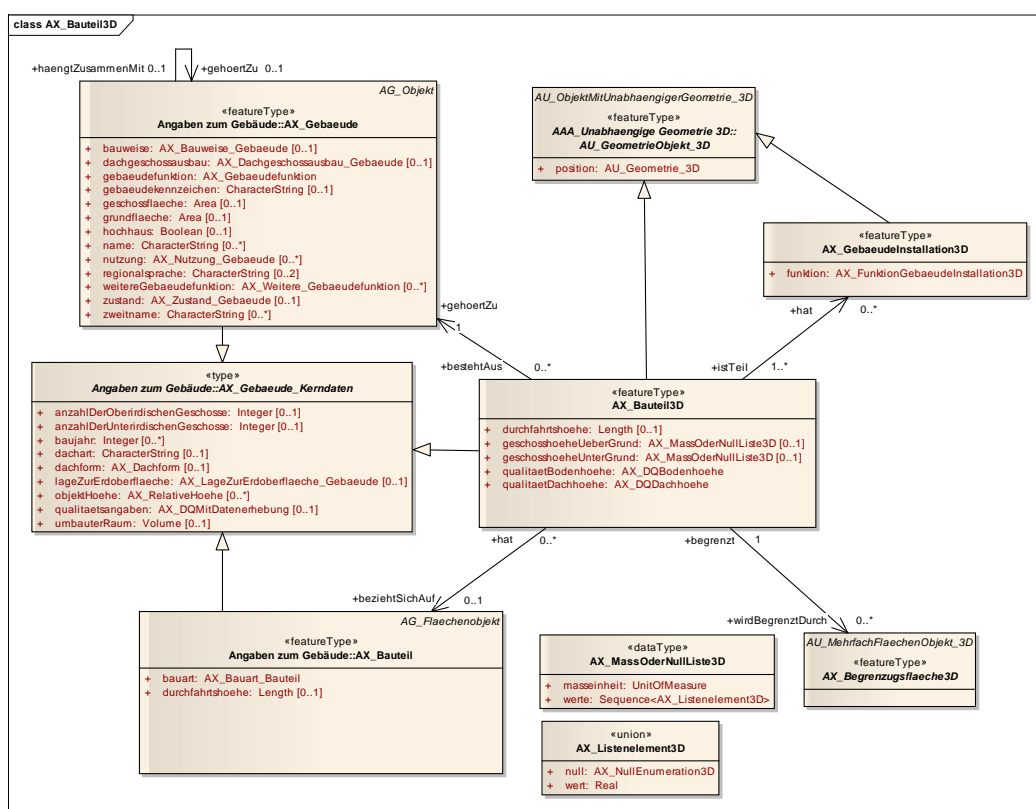 class AX_Bauteil3D
+haengtZusammenMit 0..1
+gehoertZu 0..1
AG_Objekt
«featureType»
Angaben zum Gebäude::AX_Gebaeude
+ bauweise: AX_Bauweise_Gebaeude [0..1]
+ dachgeschossausbau: AX_Dachgeschossausbau_Gebaeude [0..1]
+ gebaeudefunktion: AX_Gebaeudefunktion
+ gebaeudekennzeichen: CharacterString [0..1]
+ geschossflaeche: Area [0..1]
+ grundflaeche: Area [0..1]
+ hochhaus: Boolean [0..1]
+ name: CharacterString [0..*]
+ nutzung: AX_Nutzung_Gebaeude [0..*]
+ regionalsprache: CharacterString [0..2]
+ weitereGebaeudefunktion: AX_Weitere_Gebaeudefunktion [0..*]
+ zustand: AX_Zustand_Gebaeude [0..1]
+ zweitname: CharacterString [0..*]
AU_ObjektMitUnabhaengigerGeometrie_3D
«featureType»
AAA_Unabhaengige Geometrie 3D::
AU_GeometrieObjekt_3D
+ position: AU_Geometrie_3D
«featureType»
AX_GebaeudeInstallation3D
+ funktion: AX_FunktionGebaeudeInstallation3D
+gehoertZu
1
+bestehtAus
0..*
+hat
0..*
+istTeil
1..*
«type»
Angaben zum Gebäude::AX_Gebaeude_Kerndaten
+ anzahlDerOberirdischenGeschosse: Integer [0..1]
+ anzahlDerUnterirdischenGeschosse: Integer [0..1]
+ baujahr: Integer [0..*]
+ dachart: CharacterString [0..1]
+ dachform: AX_Dachform [0..1]
+ lageZurErdoberflaeche: AX_LageZurErdoberflaeche_Gebaeude [0..1]
+ objektHoehe: AX_RelativeHoehe [0..*]
+ qualitaetsangaben: AX_DQMitDatenerhebung [0..1]
+ umbauterRaum: Volume [0..1]
«featureType»
AX_Bauteil3D
+ durchfahrtshoehe: Length [0..1]
+ geschosshoeheUeberGrund: AX_MassOderNullListe3D [0..1]
+ geschosshoeheUnterGrund: AX_MassOderNullListe3D [0..1]
+ qualitaetBodenhoehe: AX_DQBodenhoehe
+ qualitaetDachhoehe: AX_DQDachhoehe
+hat
0..*
+begrenzt
1
+beziehtSichAuf
0..1
+wirdBegrenztDurch
0..*
AG_Flaechenobjekt
«featureType»
Angaben zum Gebäude::AX_Bauteil
+ bauart: AX_Bauart_Bauteil
+ durchfahrtshoehe: Length [0..1]
«dataType»
AX_MassOderNullListe3D
+ masseinheit: UnitOfMeasure
+ werte: Sequence<AX_Listenelement3D>
AU_MehrfachFlaechenObjekt_3D
«featureType»
AX_Begrenzugsflaeche3D
«union»
AX_Listenelement3D
+ null: AX_NullEnumeration3D
+ wert: Real